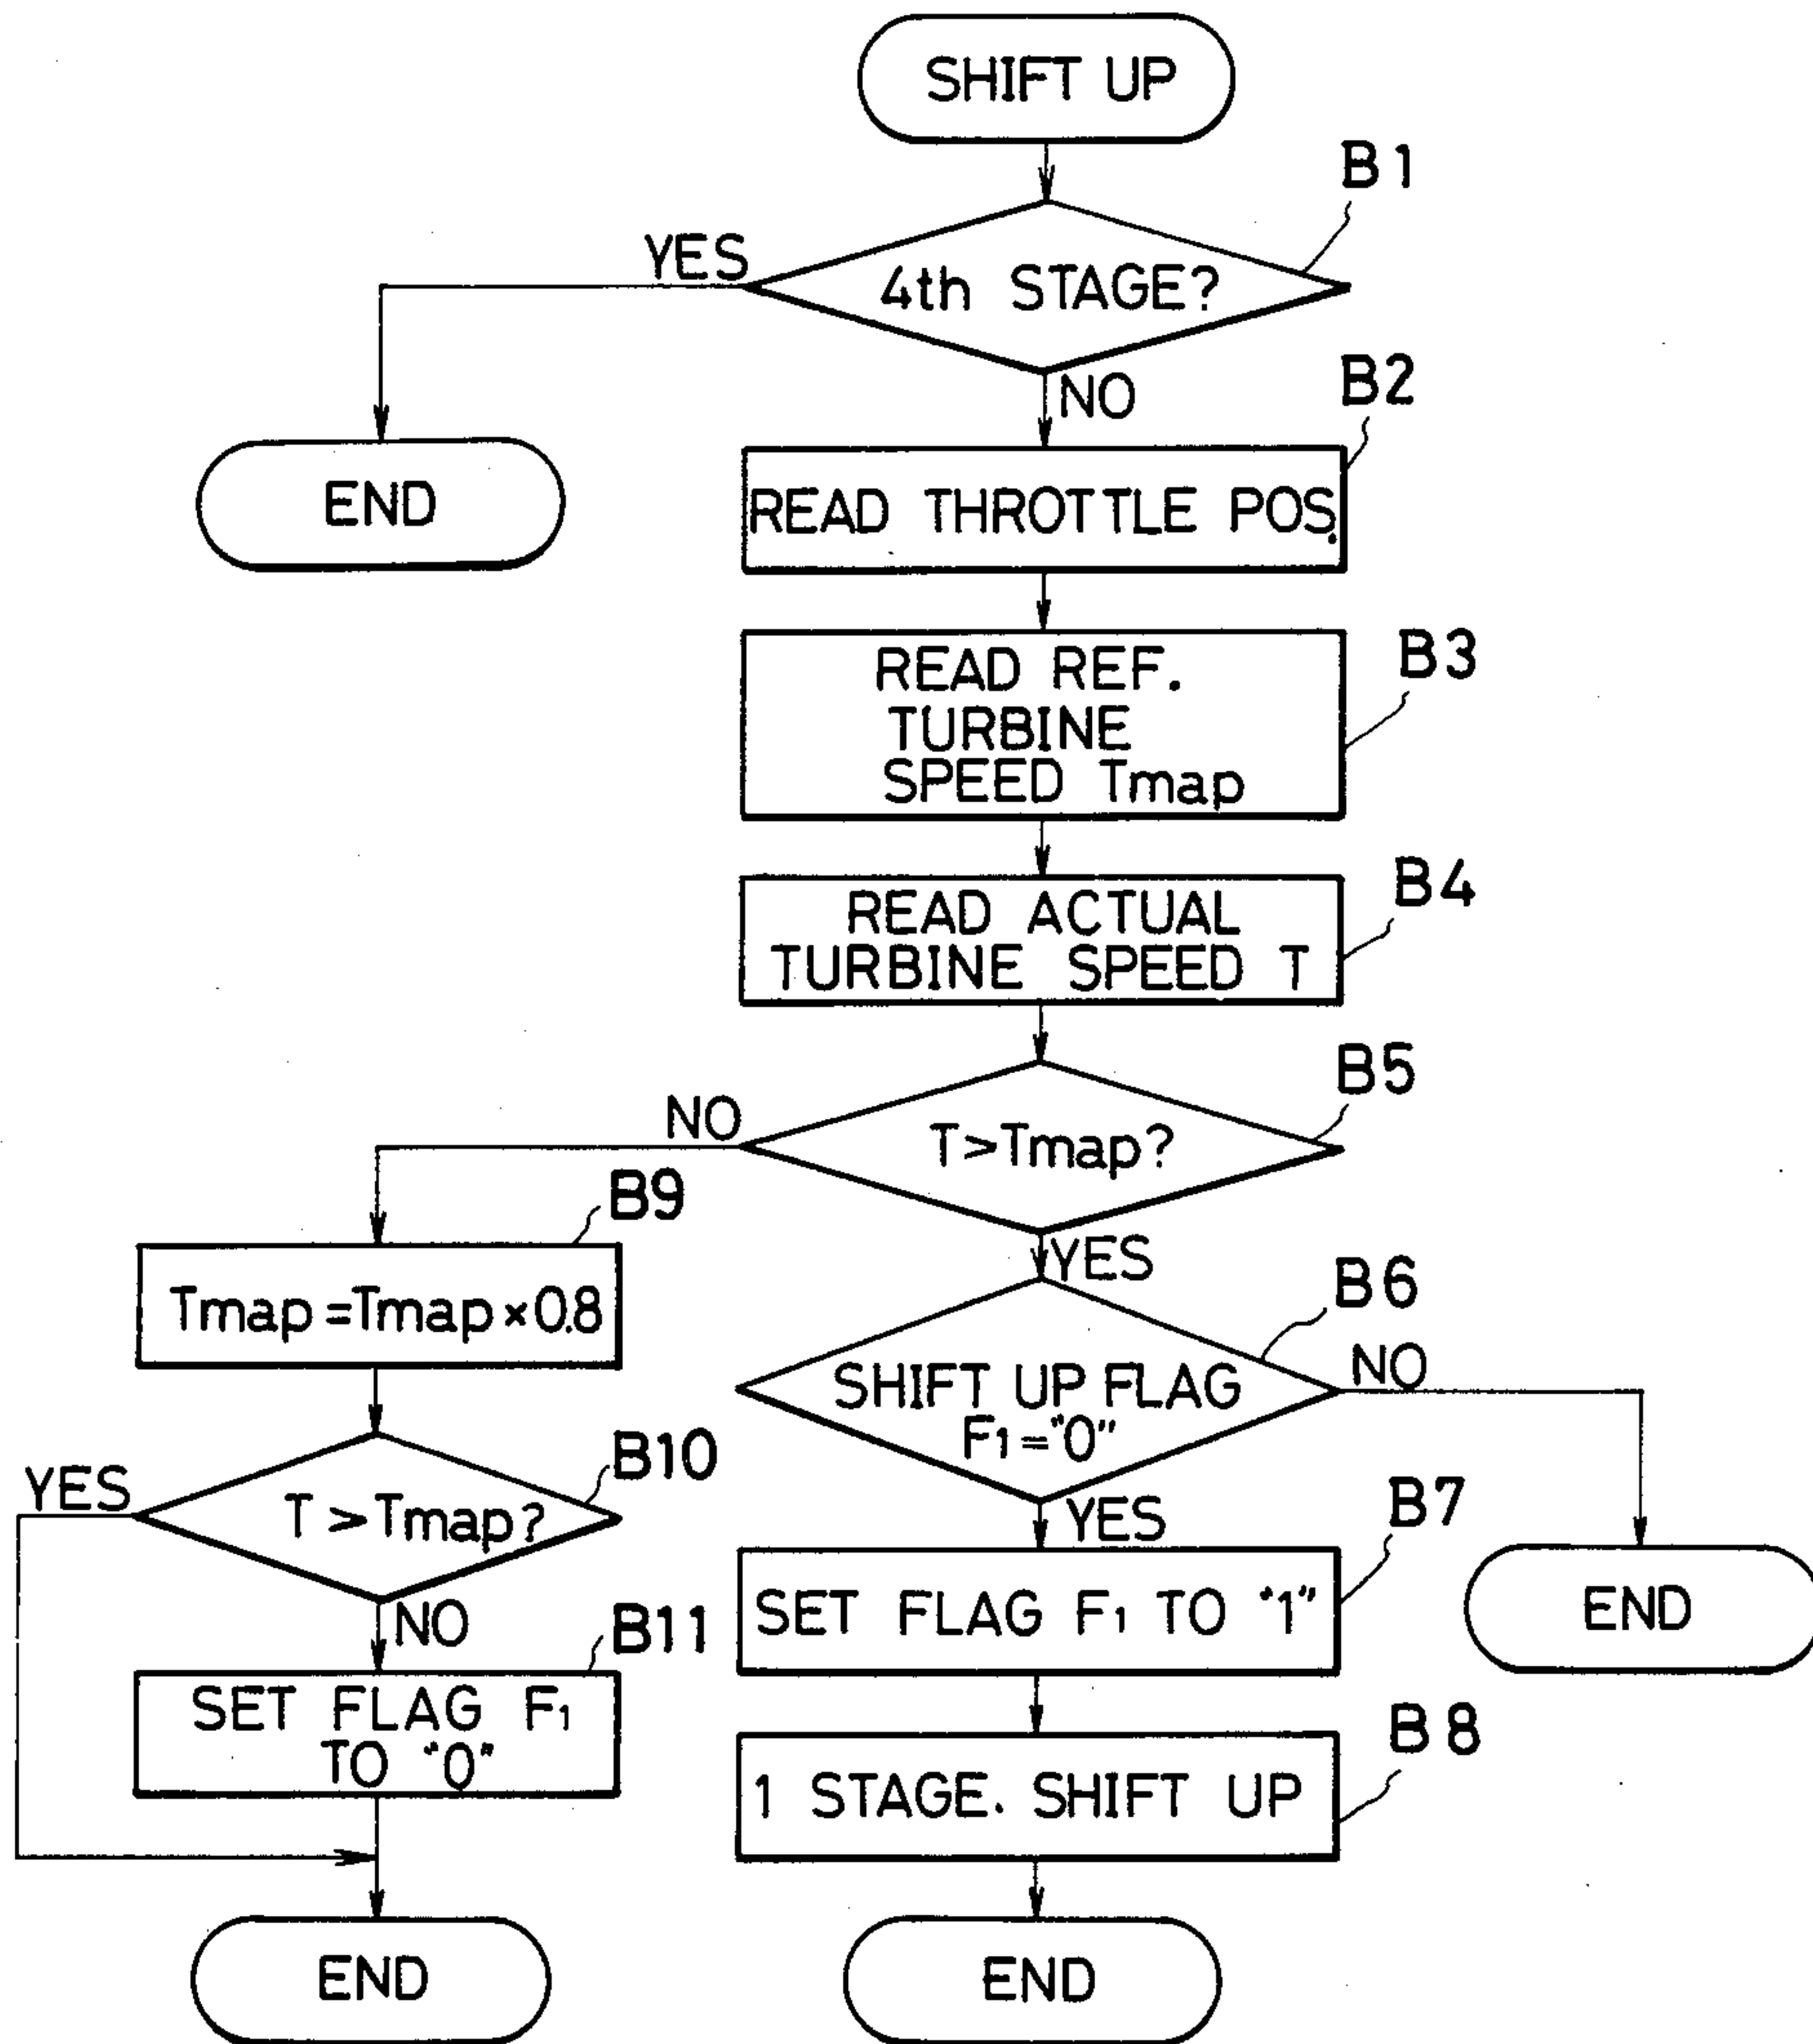 SHIFT UP
B1
YES
4th STAGE?
NO
B2
END
READ THROTTLE POS.
B3
READ REF.
TURBINE
SPEED Tmap
B4
READ ACTUAL
TURBINE SPEED T
B5
NO
T>Tmap?
B9
YES
B6
Tmap=Tmap×0.8
SHIFT UP FLAG
F1="0"
NO
B10
YES
T>Tmap?
YES
B7
NO
B11
SET FLAG F1 TO "1"
END
SET FLAG F1
TO "0"
B8
1 STAGE. SHIFT UP
END
END